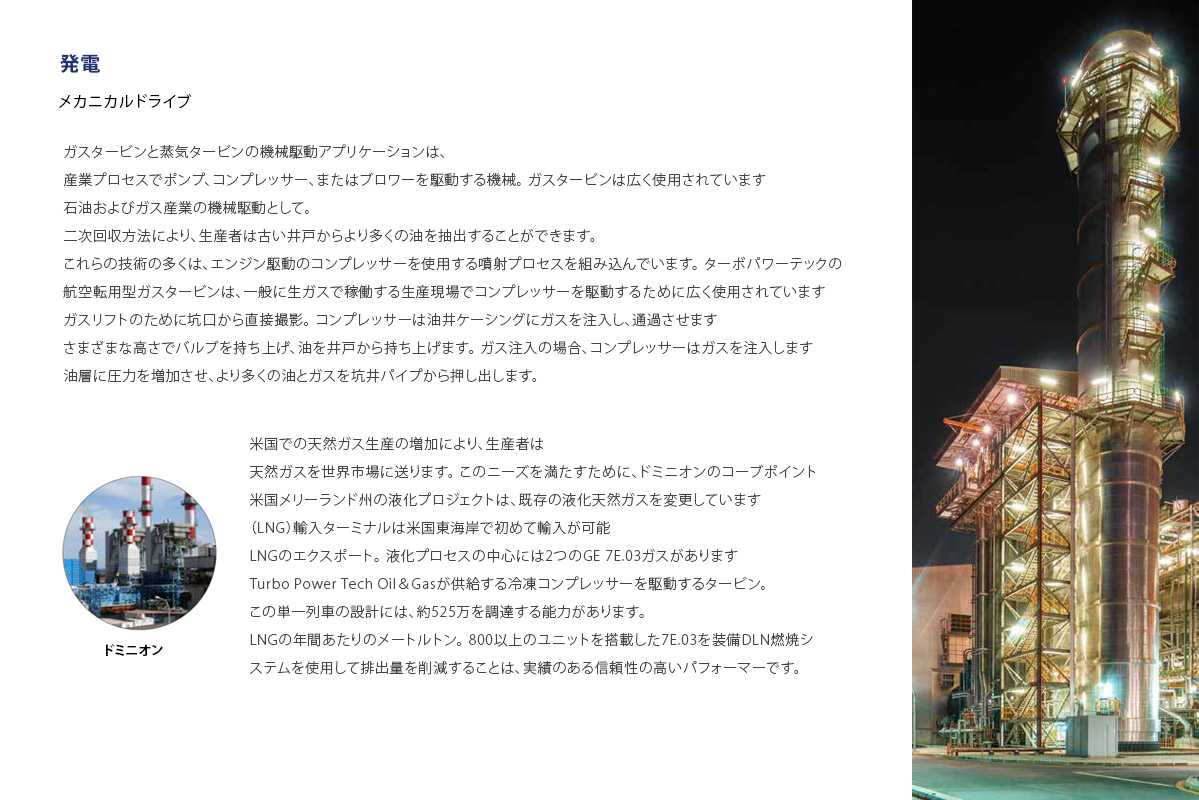 発電
メカニカルドライブ
ガスタービンと蒸気タービンの機械駆動アプリケーションは、
産業プロセスでポンプ、コンプレッサー、またはブロワーを駆動する機械。ガスタービンは広く使用されています
石油およびガス産業の機械駆動として。
二次回収方法により、生産者は古い井戸からより多くの油を抽出することができます。
これらの技術の多くは、エンジン駆動のコンプレッサーを使用する噴射プロセスを組み込んでいます。ターボパワーテックの
航空転用型ガスタービンは、一般に生ガスで稼働する生産現場でコンプレッサーを駆動するために広く使用されています
ガスリフトのために坑口から直接撮影。コンプレッサーは油井ケーシングにガスを注入し、通過させます
さまざまな高さでバルブを持ち上げ、油を井戸から持ち上げます。ガス注入の場合、コンプレッサーはガスを注入します
油層に圧力を増加させ、より多くの油とガスを坑井パイプから押し出します。
米国での天然ガス生産の増加により、生産者は
天然ガスを世界市場に送ります。このニーズを満たすために、ドミニオンのコーブポイント
米国メリーランド州の液化プロジェクトは、既存の液化天然ガスを変更しています
（LNG）輸入ターミナルは米国東海岸で初めて輸入が可能
LNGのエクスポート。液化プロセスの中心には2つのGE 7E.03ガスがあります
Turbo Power Tech Oil＆Gasが供給する冷凍コンプレッサーを駆動するタービン。
この単一列車の設計には、約525万を調達する能力があります。
LNGの年間あたりのメートルトン。800以上のユニットを搭載した7E.03を装備DLN燃焼シ
ステムを使用して排出量を削減することは、実績のある信頼性の高いパフォーマーです。
ドミニオン